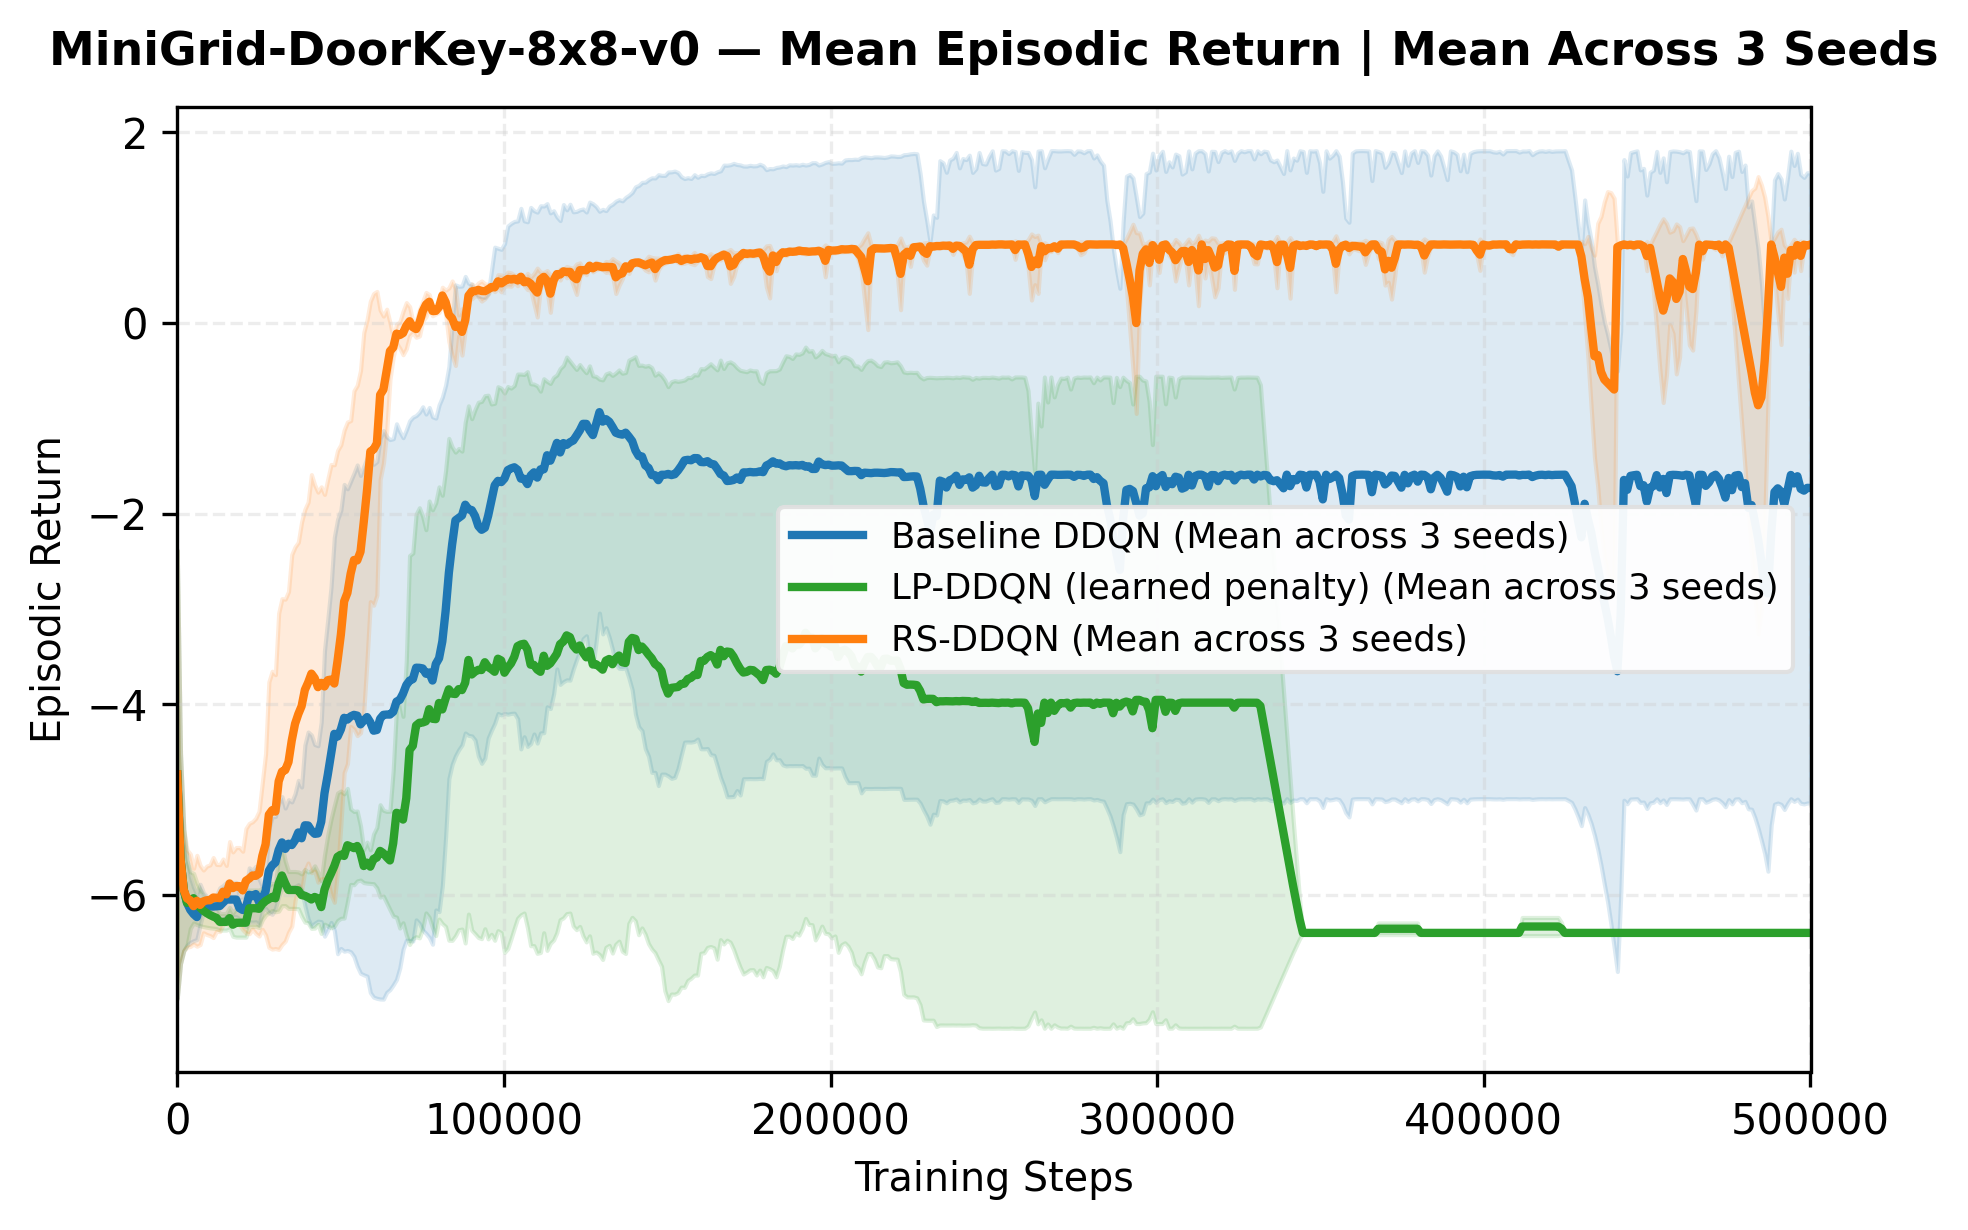 MiniGrid-DoorKey-8x8-v0 — Mean Episodic Return | Mean Across 3 Seeds
2
0
−2
−4
−6
Episodic Return
Baseline DDQN (Mean across 3 seeds)
LP-DDQN (learned penalty) (Mean across 3 seeds)
RS-DDQN (Mean across 3 seeds)
0 100000 200000 300000 400000 500000
Training Steps